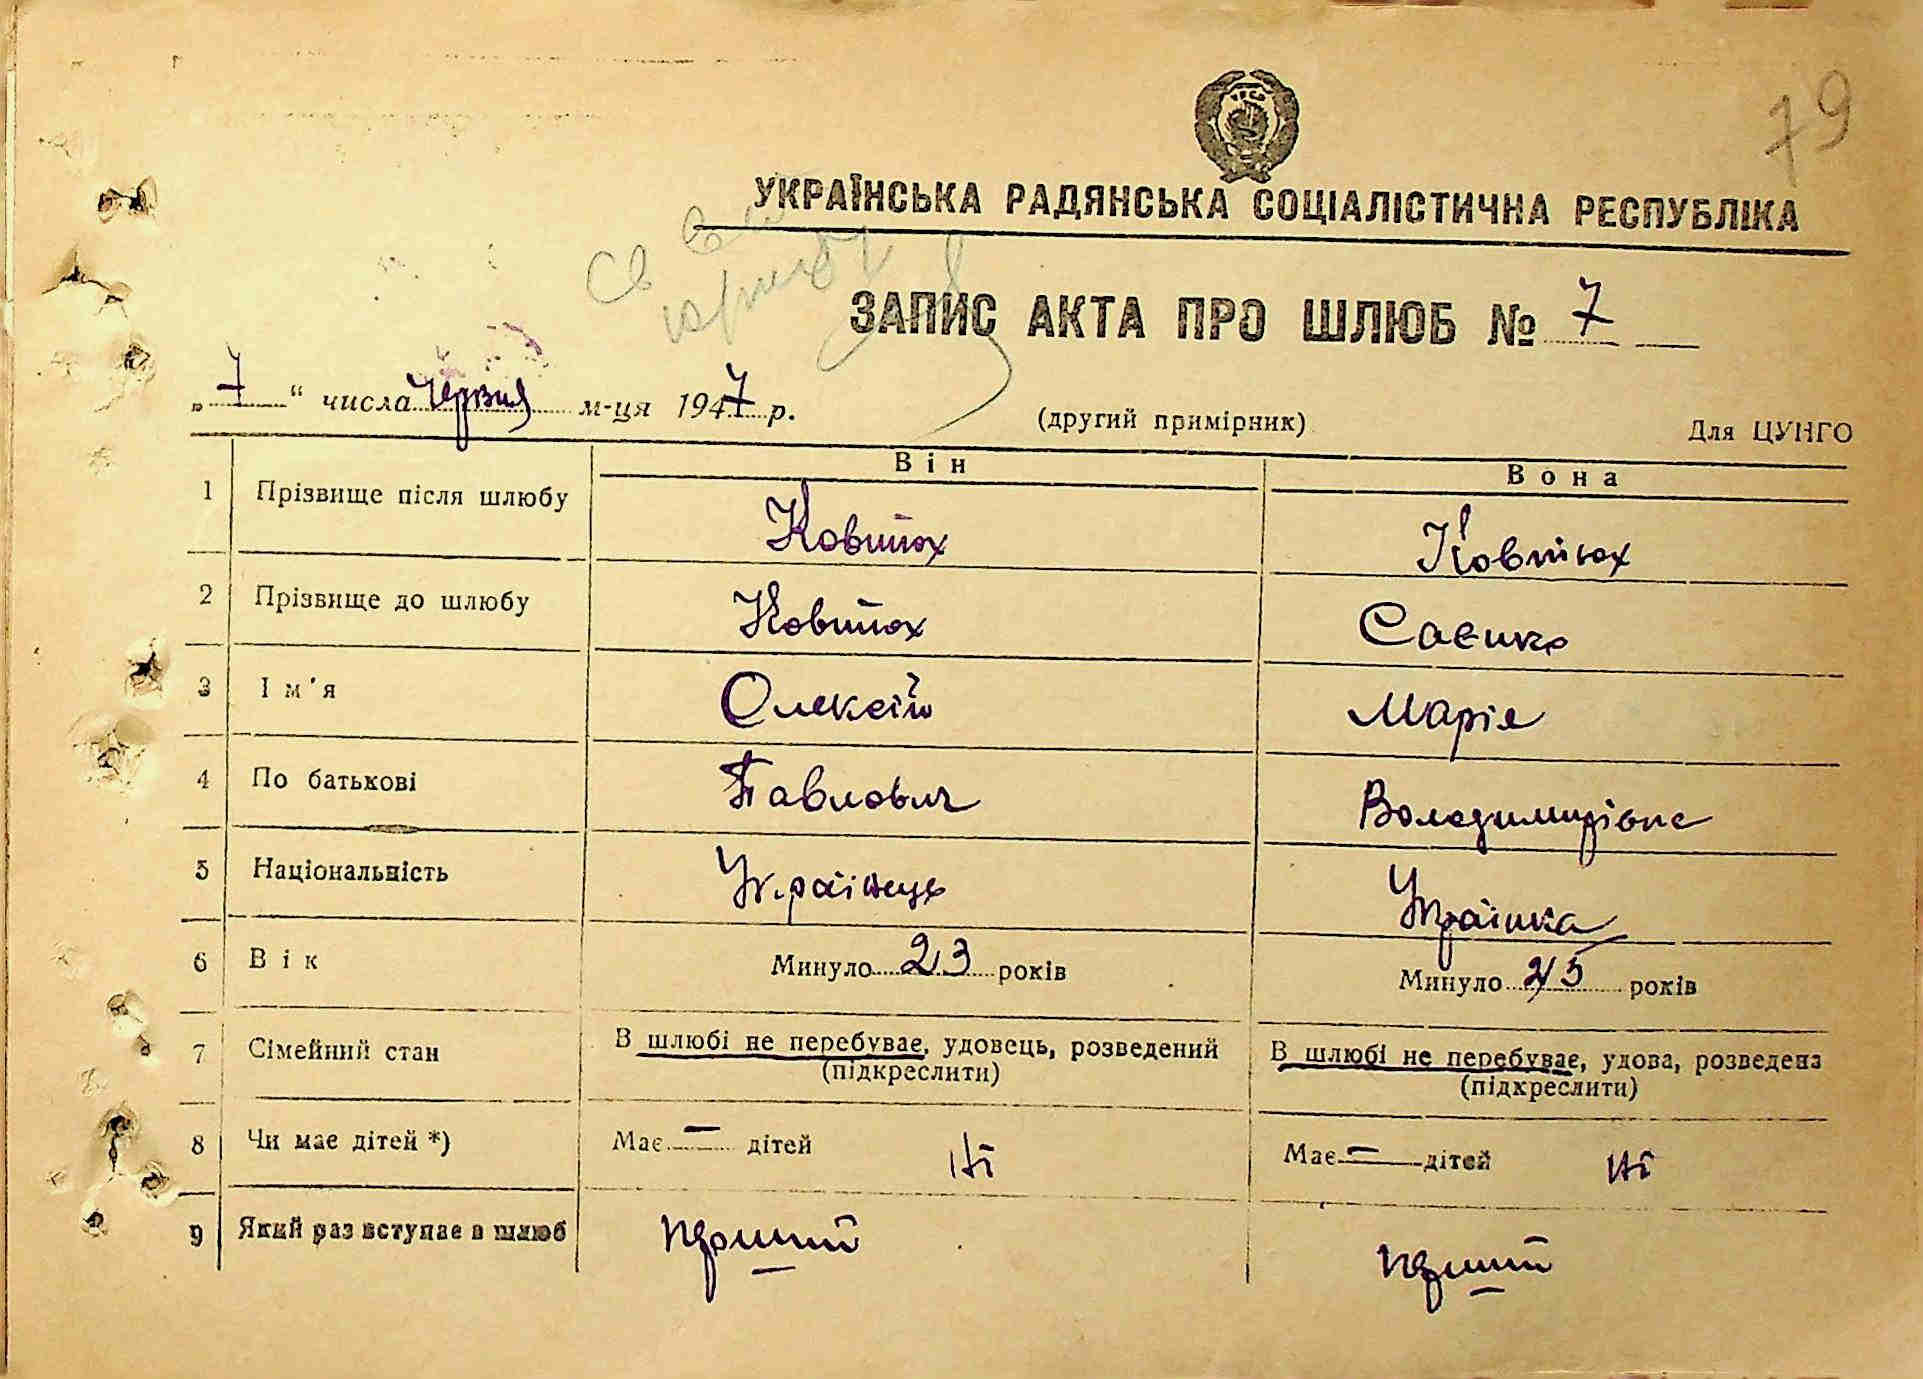 79
УКРАЇНСЬКА РАДЯНСЬКА СОЦІАЛІСТИЧНА РЕСПУБЛІКА
ЗАПИС АКТА ПРО ШЛЮБ № 7
„ 7 “ числа Червня м-ця 1947 р.
(другий примірник)
Для ЦУНГО
Він
Вона
1 Прізвище після шлюбу
2 Прізвище до шлюбу Саєнко
3 Ім'я Олексій Марія
4 По батькові Павлович Володимирівна
5 Національність Українець Українка
6 Вік Минуло 23 років Минуло 25 років
7 Сімейний стан В шлюбі не перебуває, удовець, розведений В шлюбі не перебуває, удова, розведена
(підкреслити) (підкреслити)
8 Чи має дітей *) Має — дітей Ні Має — дітей Ні
9 Який раз вступає в шлюб перший перший